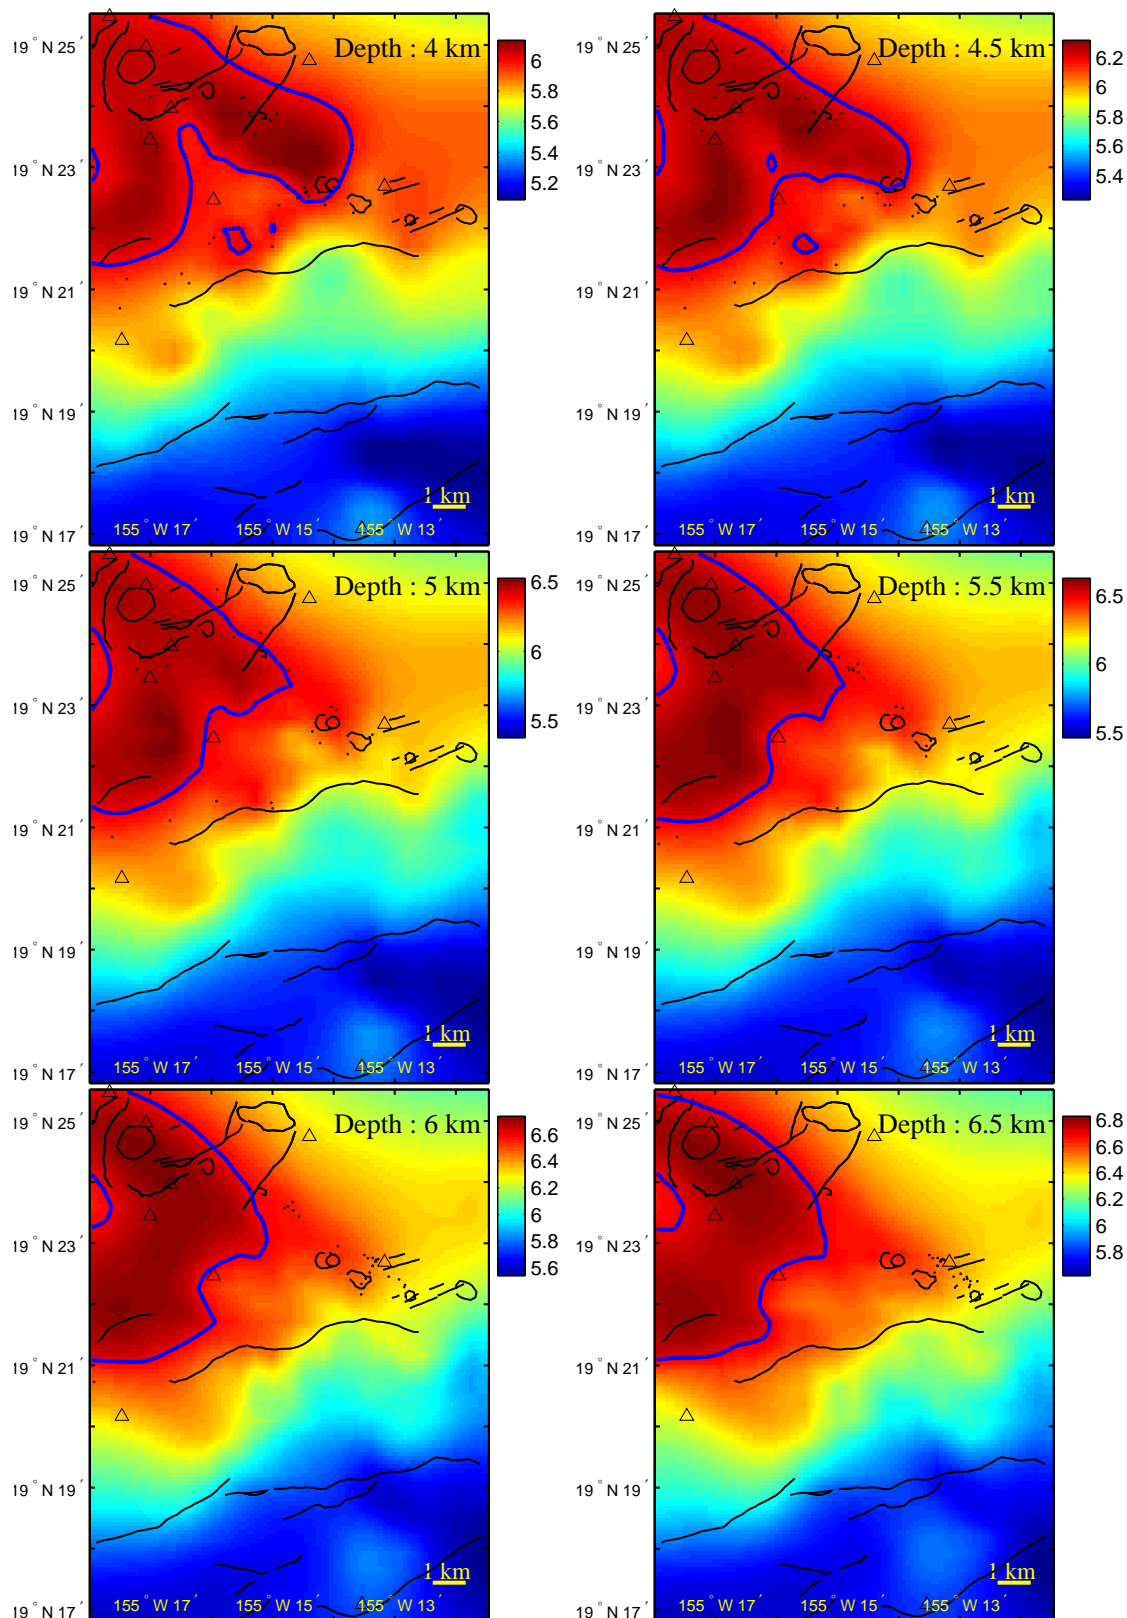 Depth : 4 km
19° N 25′
19° N 23′
19° N 21′
19° N 19′
19° N 17′
155° W 17′ 155° W 15′ 155° W 13′
1 km
6
5.8
5.6
5.4
5.2
Depth : 4.5 km
19° N 25′
19° N 23′
19° N 21′
19° N 19′
19° N 17′
155° W 17′ 155° W 15′ 155° W 13′
1 km
6.2
6
5.8
5.6
5.4
Depth : 5 km
19° N 25′
19° N 23′
19° N 21′
19° N 19′
19° N 17′
155° W 17′ 155° W 15′ 155° W 13′
1 km
6.5
6
5.5
Depth : 5.5 km
19° N 25′
19° N 23′
19° N 21′
19° N 19′
19° N 17′
155° W 17′ 155° W 15′ 155° W 13′
1 km
6.5
6
5.5
Depth : 6 km
19° N 25′
19° N 23′
19° N 21′
19° N 19′
19° N 17′
155° W 17′ 155° W 15′ 155° W 13′
1 km
6.6
6.4
6.2
6
5.8
5.6
Depth : 6.5 km
19° N 25′
19° N 23′
19° N 21′
19° N 19′
19° N 17′
155° W 17′ 155° W 15′ 155° W 13′
1 km
6.8
6.6
6.4
6.2
6
5.8